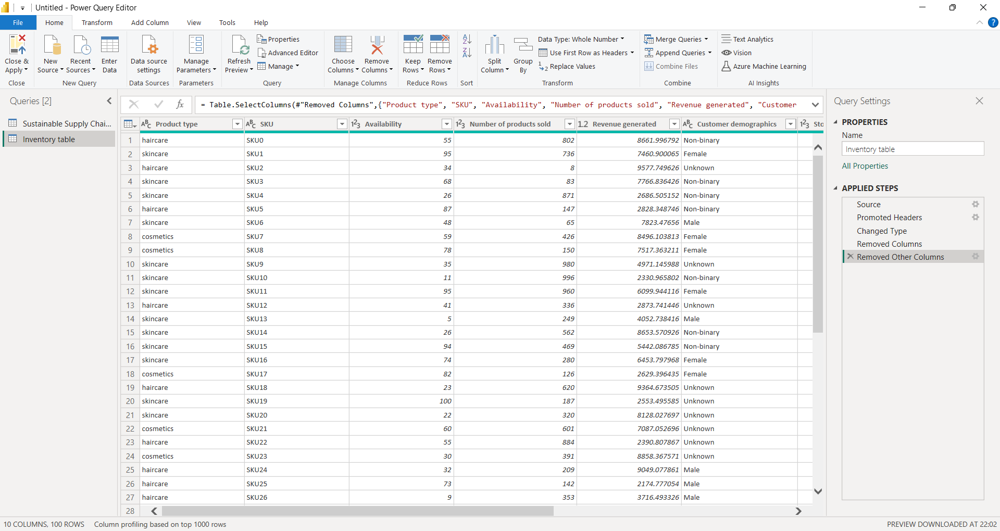 Untitled - Power Query Editor
File Home Transform Add Column View Tools Help
Close & Apply
Close
New Source
Recent Sources
Enter Data
New Query
Data source settings
Data Sources
Manage Parameters
Parameters
Refresh Preview
Properties
Advanced Editor
Manage
Query
Choose Columns
Remove Columns
Manage Columns
Keep Rows
Remove Rows
Reduce Rows
Sort
Split Column
Group By
Data Type: Whole Number
Use First Row as Headers
Replace Values
Transform
Merge Queries
Append Queries
Combine Files
Combine
Text Analytics
Vision
Azure Machine Learning
AI Insights
Queries [2]
Sustainable Supply Chai...
Inventory table
fx = Table.SelectColumns(#"Removed Columns",{"Product type", "SKU", "Availability", "Number of products sold", "Revenue generated", "Customer
Product type SKU Availability Number of products sold Revenue generated Customer demographics Sto
1 haircare SKU0 55 802 8661.996792 Non-binary
2 skincare SKU1 95 736 7460.900065 Female
3 haircare SKU2 34 8 9577.749626 Unknown
4 skincare SKU3 68 83 7766.836426 Non-binary
5 skincare SKU4 26 871 2686.505152 Non-binary
6 haircare SKU5 87 147 2828.348746 Non-binary
7 skincare SKU6 48 65 7823.47656 Male
8 cosmetics SKU7 59 426 8496.103813 Female
9 cosmetics SKU8 78 150 7517.363211 Female
10 skincare SKU9 35 980 4971.145988 Unknown
11 skincare SKU10 11 996 2330.965802 Non-binary
12 skincare SKU11 95 960 6099.944116 Female
13 haircare SKU12 41 336 2873.741446 Unknown
14 skincare SKU13 5 249 4052.738416 Male
15 skincare SKU14 26 562 8653.570926 Non-binary
16 skincare SKU15 94 469 5442.086785 Non-binary
17 skincare SKU16 74 280 6453.797968 Female
18 cosmetics SKU17 82 126 2629.396435 Female
19 haircare SKU18 23 620 9364.673505 Unknown
20 skincare SKU19 100 187 2553.495585 Unknown
21 skincare SKU20 22 320 8128.027697 Unknown
22 cosmetics SKU21 60 601 7087.052696 Unknown
23 haircare SKU22 55 884 2390.807867 Unknown
24 cosmetics SKU23 30 391 8858.367571 Unknown
25 haircare SKU24 32 209 9049.077861 Male
26 haircare SKU25 73 142 2174.777054 Male
27 haircare SKU26 9 353 3716.493326 Male
28
Query Settings
PROPERTIES
Name
Inventory table
All Properties
APPLIED STEPS
Source
Promoted Headers
Changed Type
Removed Columns
Removed Other Columns
10 COLUMNS, 100 ROWS Column profiling based on top 1000 rows PREVIEW DOWNLOADED AT 22:02